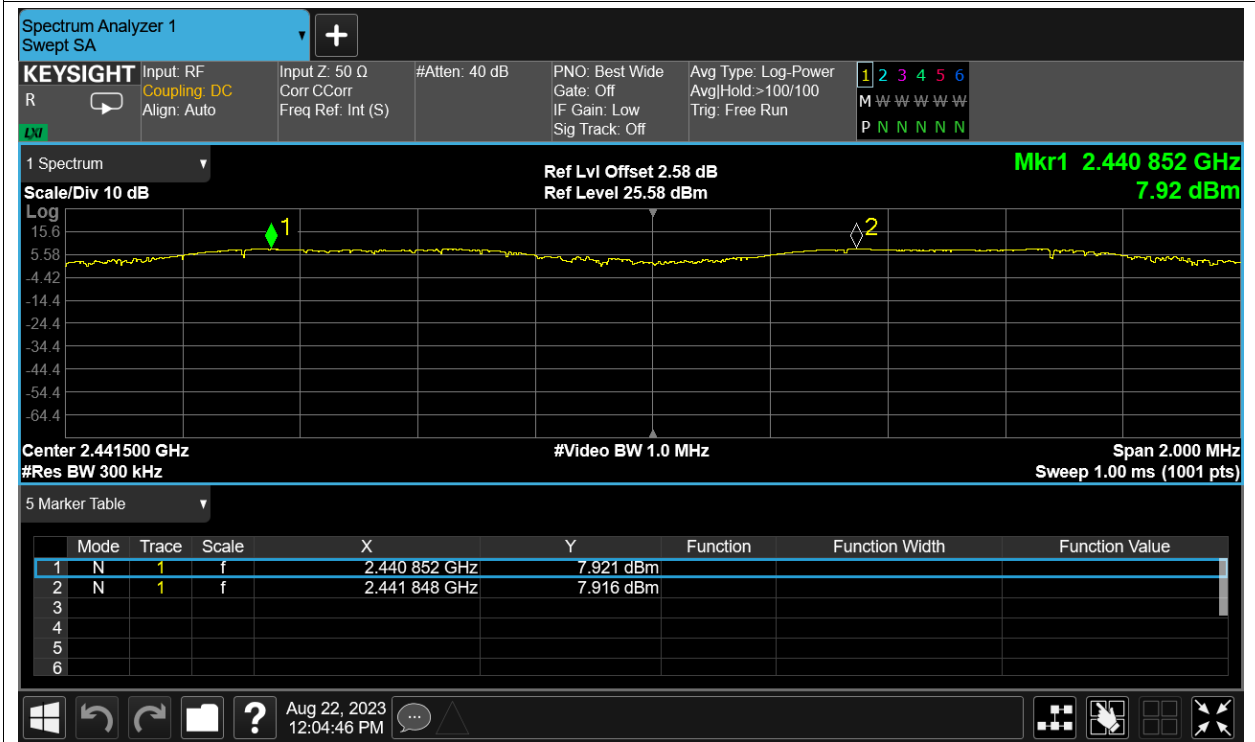 Spectrum Analyzer 1
Swept SA
+
KEYSIGHT Input: RF Input Z: 50 Ω #Atten: 40 dB PNO: Best Wide Avg Type: Log-Power 1 2 3 4 5 6
R Coupling: DC Corr CCorr Gate: Off Avg|Hold:>100/100 M W W W W W
Align: Auto Freq Ref: Int (S) IF Gain: Low Trig: Free Run
LXI Sig Track: Off P N N N N N
1 Spectrum Ref Lvl Offset 2.58 dB Mkr1 2.440 852 GHz
Scale/Div 10 dB Ref Level 25.58 dBm 7.92 dBm
Log
1 2
15.6
5.58
-4.42
-14.4
-24.4
-34.4
-44.4
-54.4
-64.4
Center 2.441500 GHz #Video BW 1.0 MHz Span 2.000 MHz
#Res BW 300 kHz Sweep 1.00 ms (1001 pts)
5 Marker Table
Mode Trace Scale X Y Function Function Width Function Value
1 N 1 f 2.440 852 GHz 7.921 dBm
2 N 1 f 2.441 848 GHz 7.916 dBm
3
4
5
6
? Aug 22, 2023
12:04:46 PM